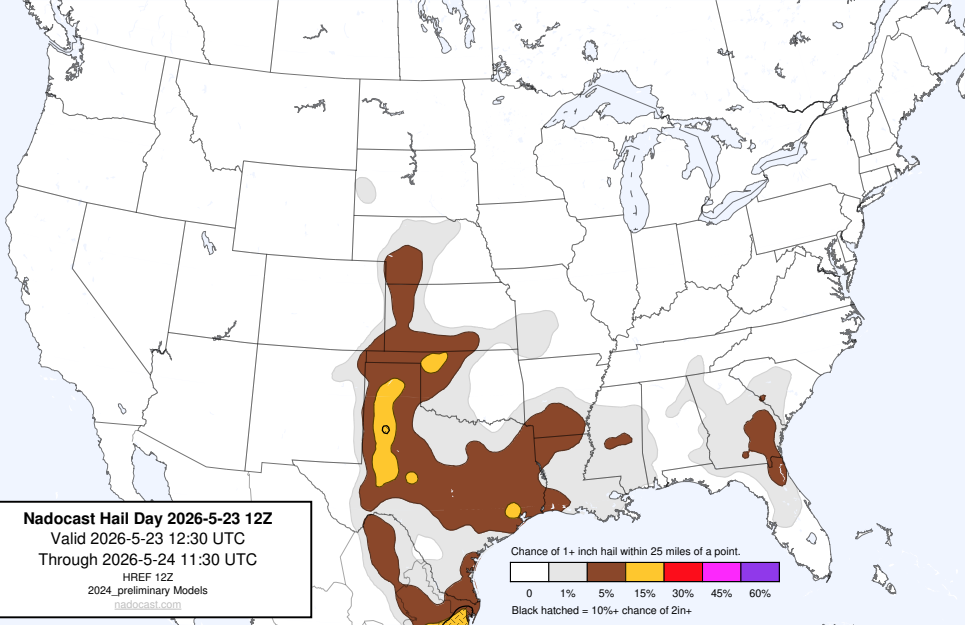 Nadocast Hail Day 2026-5-23 12Z
Valid 2026-5-23 12:30 UTC
Through 2026-5-24 11:30 UTC
HREF 12Z
2024_preliminary Models
nadocast.com
Chance of 1+ inch hail within 25 miles of a point.
0 1% 5% 15% 30% 45% 60%
Black hatched = 10%+ chance of 2in+